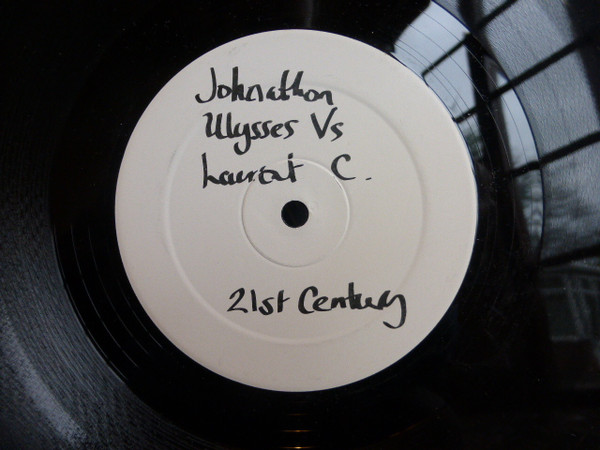 Johnathon
Ulysses Vs
Laurent C.
21st Century